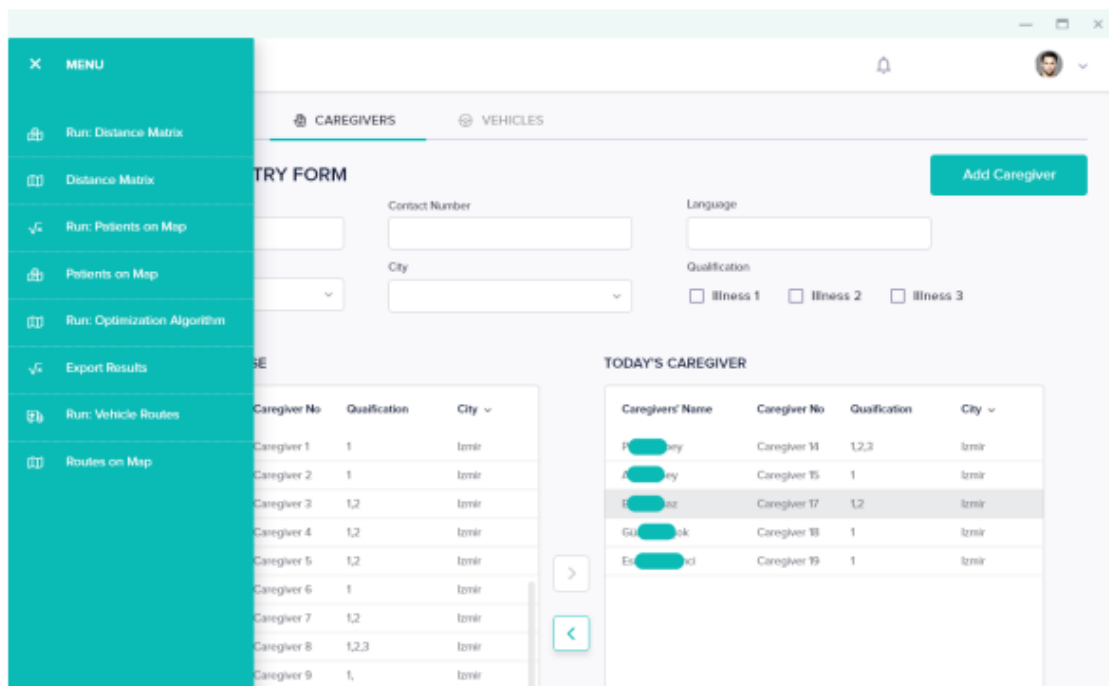 MENU
Run: Distance Matrix
Distance Matrix
Run: Patients on Map
Patients on Map
Run: Optimization Algorithm
Export Results
Run: Vehicle Routes
Routes on Map
CAREGIVERS
VEHICLES
TRY FORM
Add Caregiver
Contact Number
Language
City
Qualification
Illness 1
Illness 2
Illness 3
SE
Caregiver No Quaification City
Caregiver 1 1 Izmir
Caregiver 2 1 Izmir
Caregiver 3 1,2 Izmir
Caregiver 4 1,2 Izmir
Caregiver 5 1,2 Izmir
Caregiver 6 1 Izmir
Caregiver 7 1,2 Izmir
Caregiver 8 1,2,3 Izmir
Caregiver 9 1, Izmir
TODAY'S CAREGIVER
Caregivers' Name Caregiver No Quaification City
Caregiver 14 1,2,3 Izmir
Caregiver 15 1 Izmir
Caregiver 17 1,2 Izmir
Caregiver 18 1 Izmir
Caregiver 19 1 Izmir